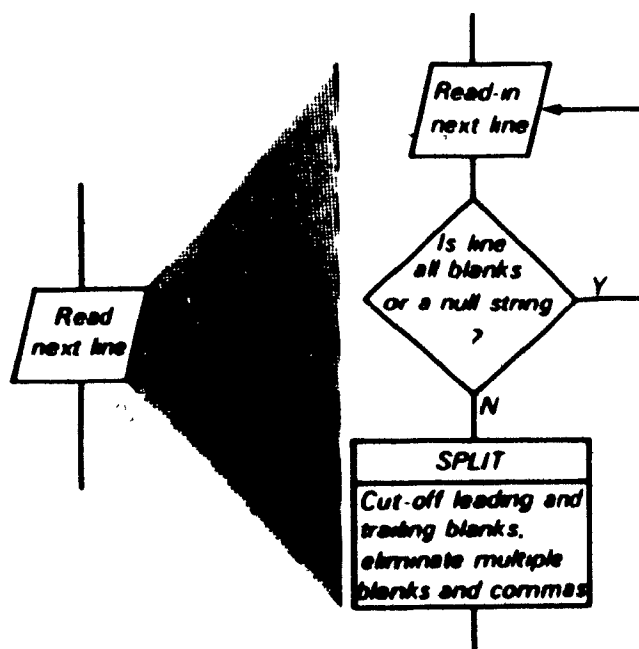 Read
next line
Read-in
next line
Is line
all blanks
or a null string
?
Y
N
SPLIT
Cut-off leading and
trailing blanks,
eliminate multiple
blanks and commas